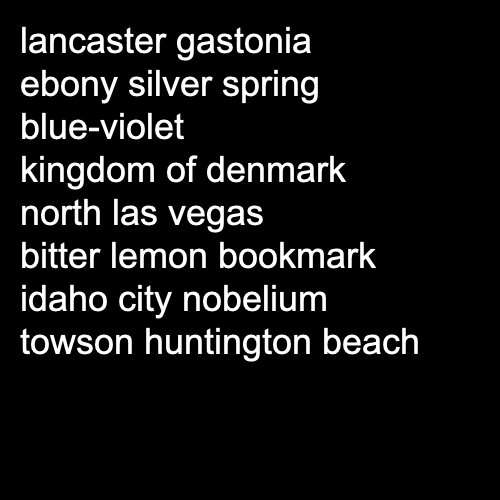 lancaster gastonia
ebony silver spring
blue-violet
kingdom of denmark
north las vegas
bitter lemon bookmark
idaho city nobelium
towson huntington beach